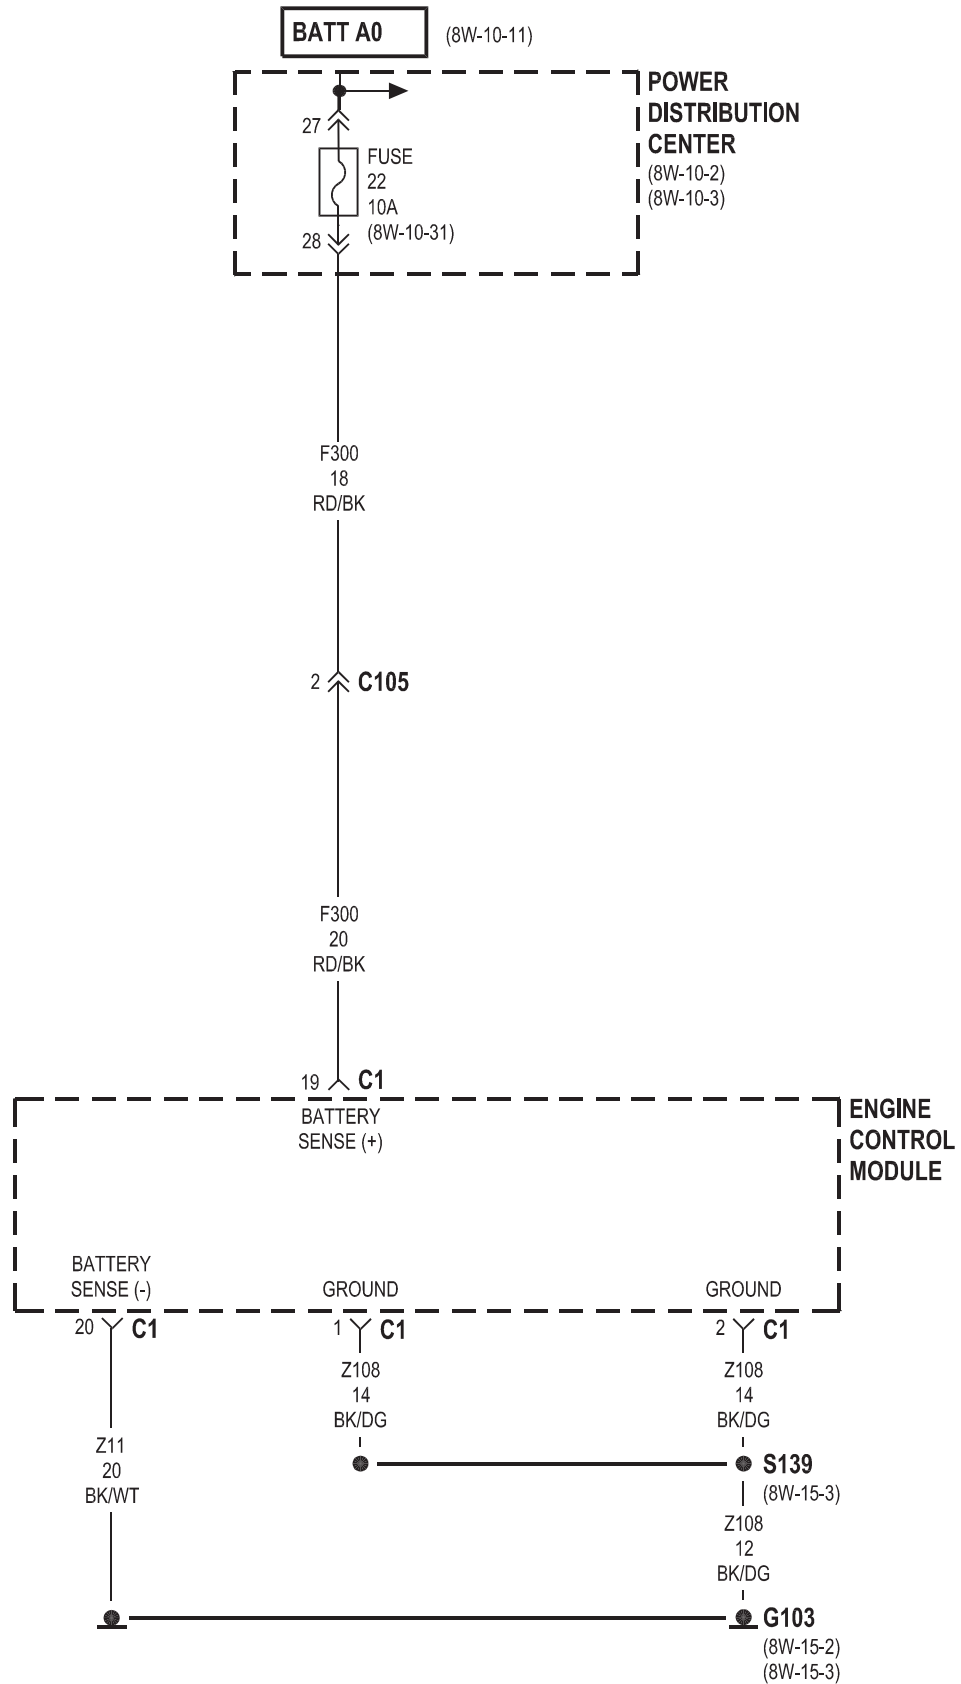 BATT A0
(8W-10-11)
POWER
DISTRIBUTION
CENTER
(8W-10-2)
(8W-10-3)
27
FUSE
22
10A
(8W-10-31)
28
F300
18
RD/BK
2
C105
F300
20
RD/BK
19
C1
BATTERY
SENSE (+)
ENGINE
CONTROL
MODULE
BATTERY
SENSE (-)
GROUND
GROUND
20
C1
1
C1
2
C1
Z108
14
BK/DG
Z108
14
BK/DG
Z11
20
BK/WT
S139
(8W-15-3)
Z108
12
BK/DG
G103
(8W-15-2)
(8W-15-3)